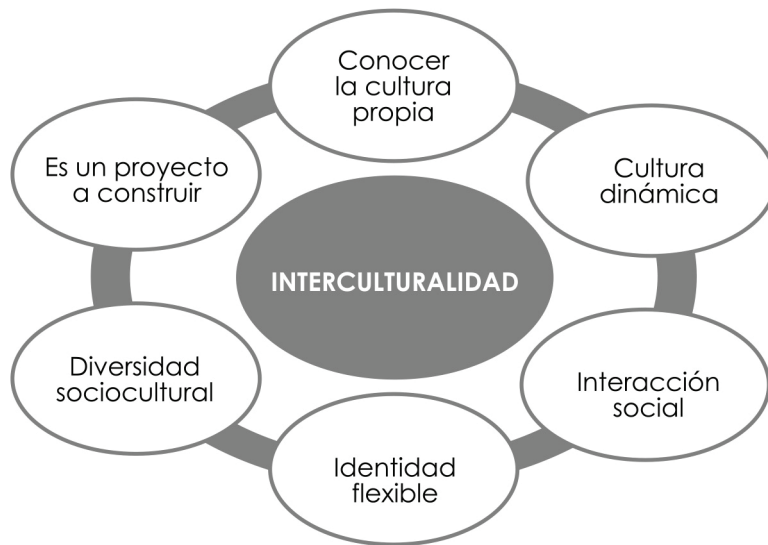 Conocer
la cultura
propia
Cultura
dinámica
Interacción
social
Identidad
flexible
Diversidad
sociocultural
Es un proyecto
a construir
INTERCULTURALIDAD